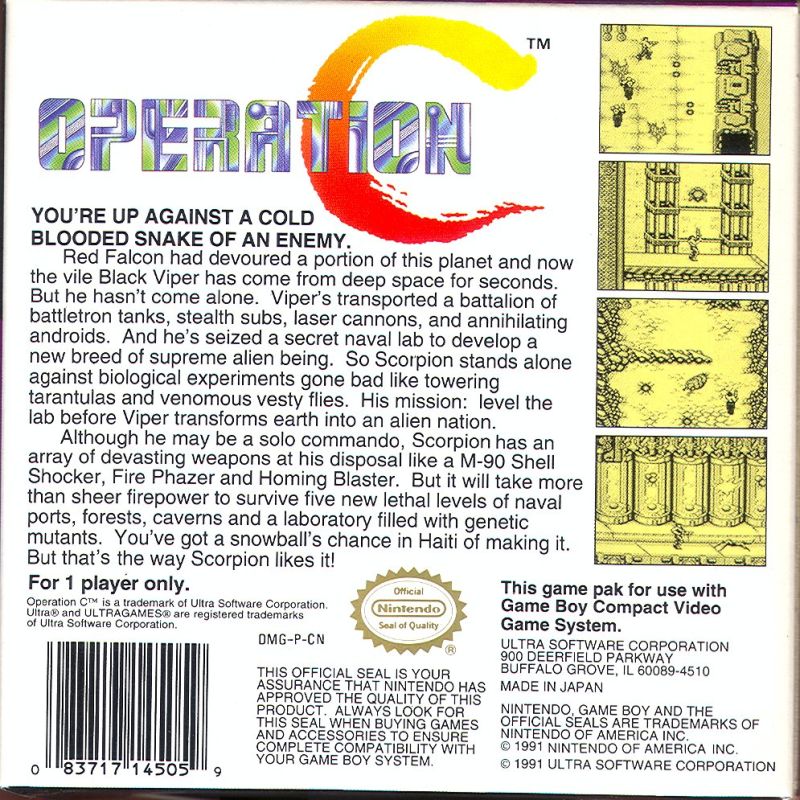 OPERATION C™
YOU'RE UP AGAINST A COLD
BLOODED SNAKE OF AN ENEMY.
Red Falcon had devoured a portion of this planet and now
the vile Black Viper has come from deep space for seconds.
But he hasn't come alone. Viper's transported a battalion of
battletron tanks, stealth subs, laser cannons, and annihilating
androids. And he's seized a secret naval lab to develop a
new breed of supreme alien being. So Scorpion stands alone
against biological experiments gone bad like towering
tarantulas and venomous vesty flies. His mission: level the
lab before Viper transforms earth into an alien nation.
Although he may be a solo commando, Scorpion has an
array of devasting weapons at his disposal like a M-90 Shell
Shocker, Fire Phazer and Homing Blaster. But it will take more
than sheer firepower to survive five new lethal levels of naval
ports, forests, caverns and a laboratory filled with genetic
mutants. You've got a snowball's chance in Haiti of making it.
But that's the way Scorpion likes it!
For 1 player only.
Operation C™ is a trademark of Ultra Software Corporation.
Ultra® and ULTRAGAMES® are registered trademarks
of Ultra Software Corporation.
0 83717 14505 9
DMG-P-CN
Official
Nintendo
Seal of Quality
®
THIS OFFICIAL SEAL IS YOUR
ASSURANCE THAT NINTENDO HAS
APPROVED THE QUALITY OF THIS
PRODUCT. ALWAYS LOOK FOR
THIS SEAL WHEN BUYING GAMES
AND ACCESSORIES TO ENSURE
COMPLETE COMPATIBILITY WITH
YOUR GAME BOY SYSTEM.
This game pak for use with
Game Boy Compact Video
Game System.
ULTRA SOFTWARE CORPORATION
900 DEERFIELD PARKWAY
BUFFALO GROVE, IL 60089-4510
MADE IN JAPAN
NINTENDO, GAME BOY AND THE
OFFICIAL SEALS ARE TRADEMARKS OF
NINTENDO OF AMERICA INC.
© 1991 NINTENDO OF AMERICA INC.
© 1991 ULTRA SOFTWARE CORPORATION